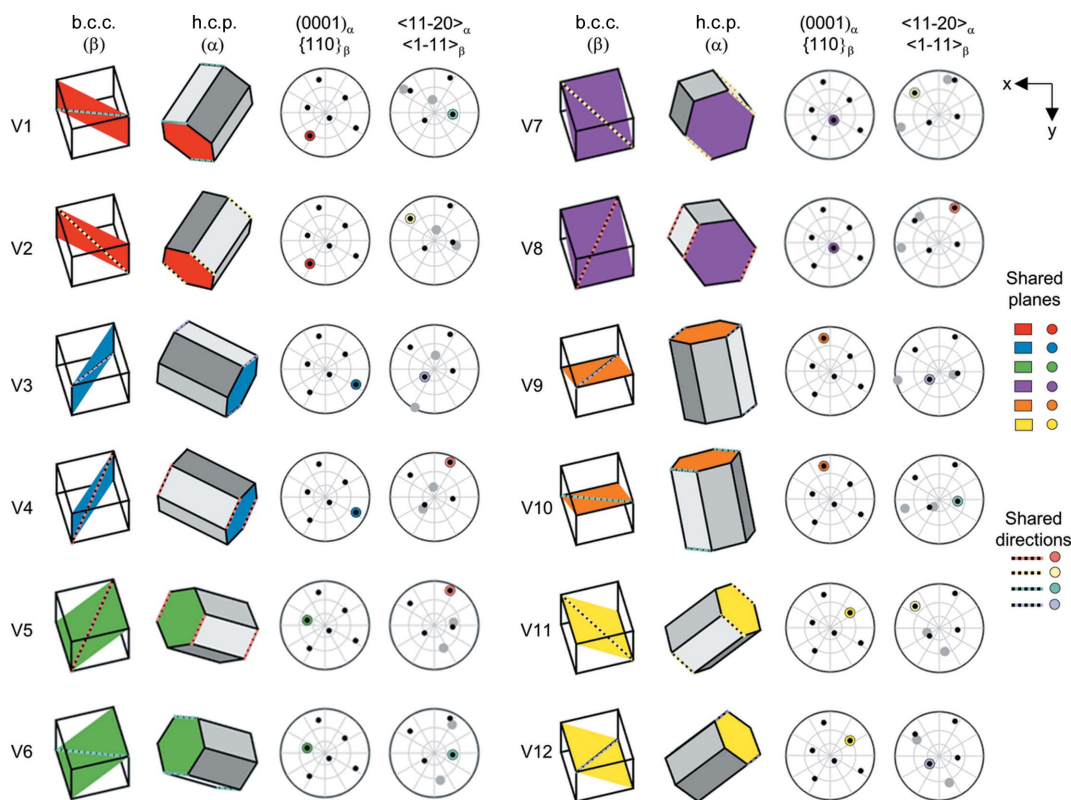 b.c.c. h.c.p. (0001)α <11-20>α b.c.c. h.c.p. (0001)α <11-20>α
(β) (α) {110}β <1-11>β (β) (α) {110}β <1-11>β
x
y
V1 V7
V2 V8
Shared
planes
V3 V9
V4 V10
Shared
directions
V5 V11
V6 V12